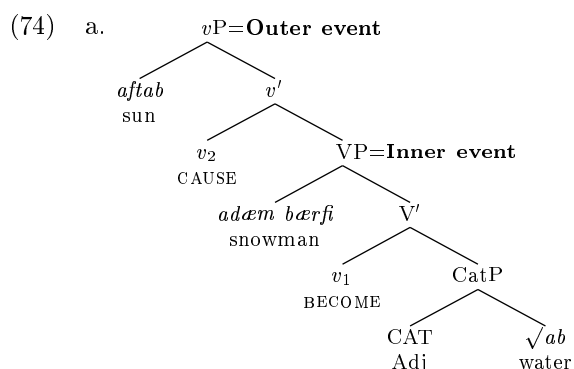 (74) a. vP=Outer event
aftab v′
sun
v₂ VP=Inner event
CAUSE
adæm bærfi V′
snowman
v₁ CatP
BECOME
CAT √ab
Adj water